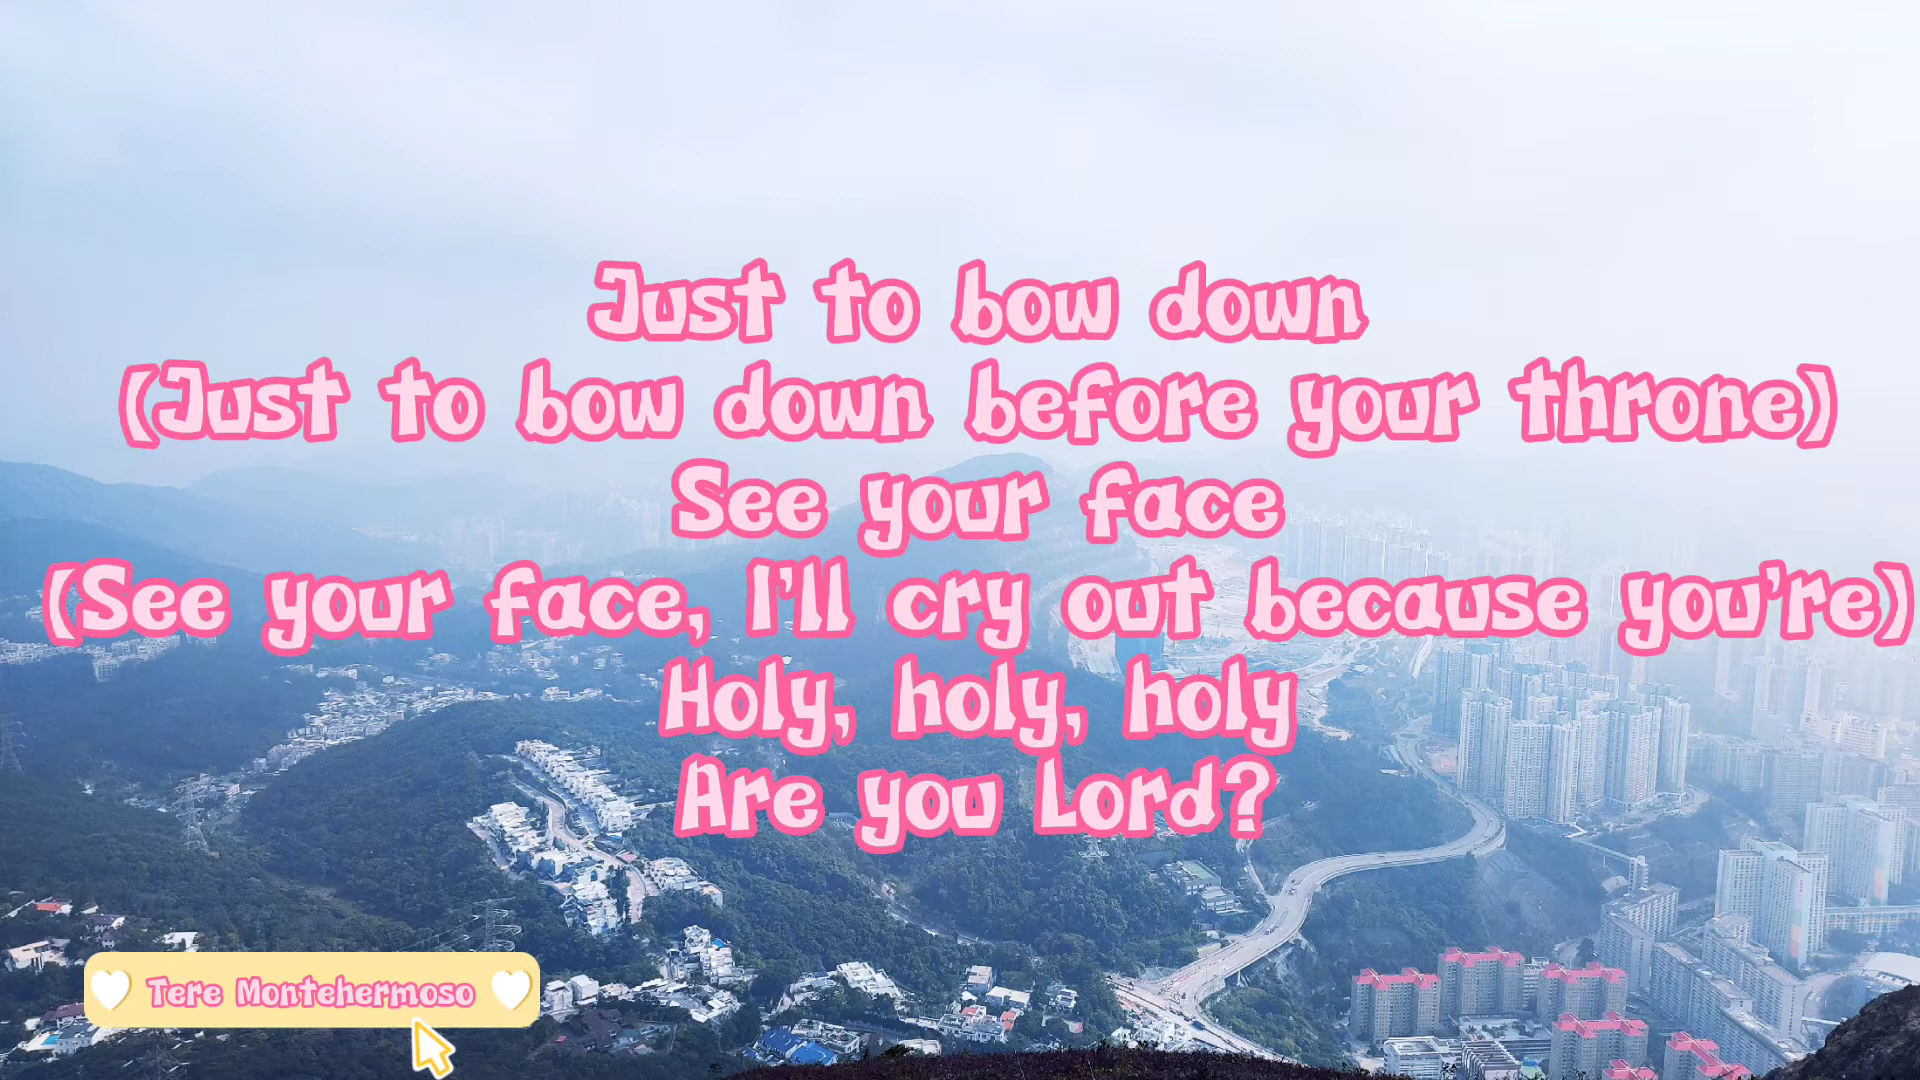 Just to bow down
(Just to bow down before your throne)
See your face
(See your face, I'll cry out because you're)
Holy, holy, holy
Are you Lord?
Tere Montehermoso